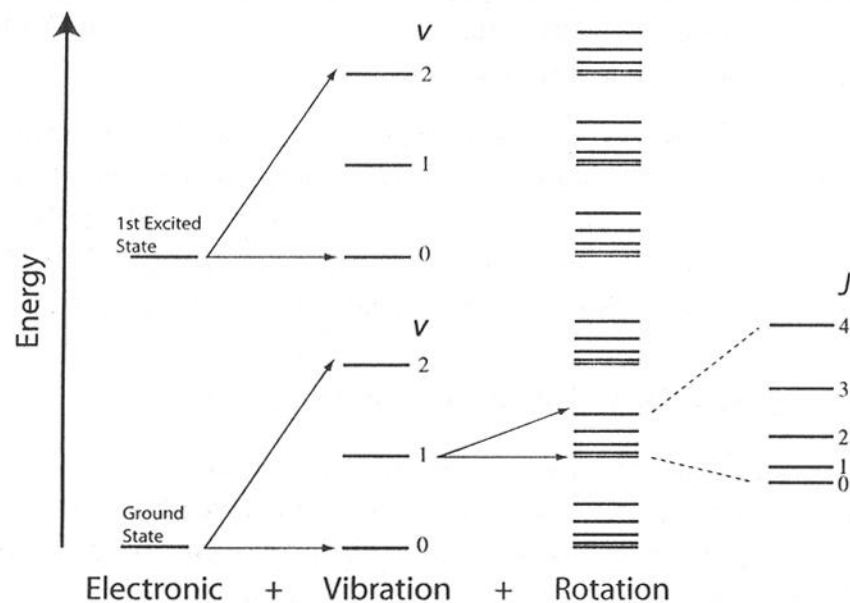 v
2
1
0
1st Excited
State
Energy
v
2
1
0
Ground
State
J
4
3
2
1
0
Electronic + Vibration + Rotation